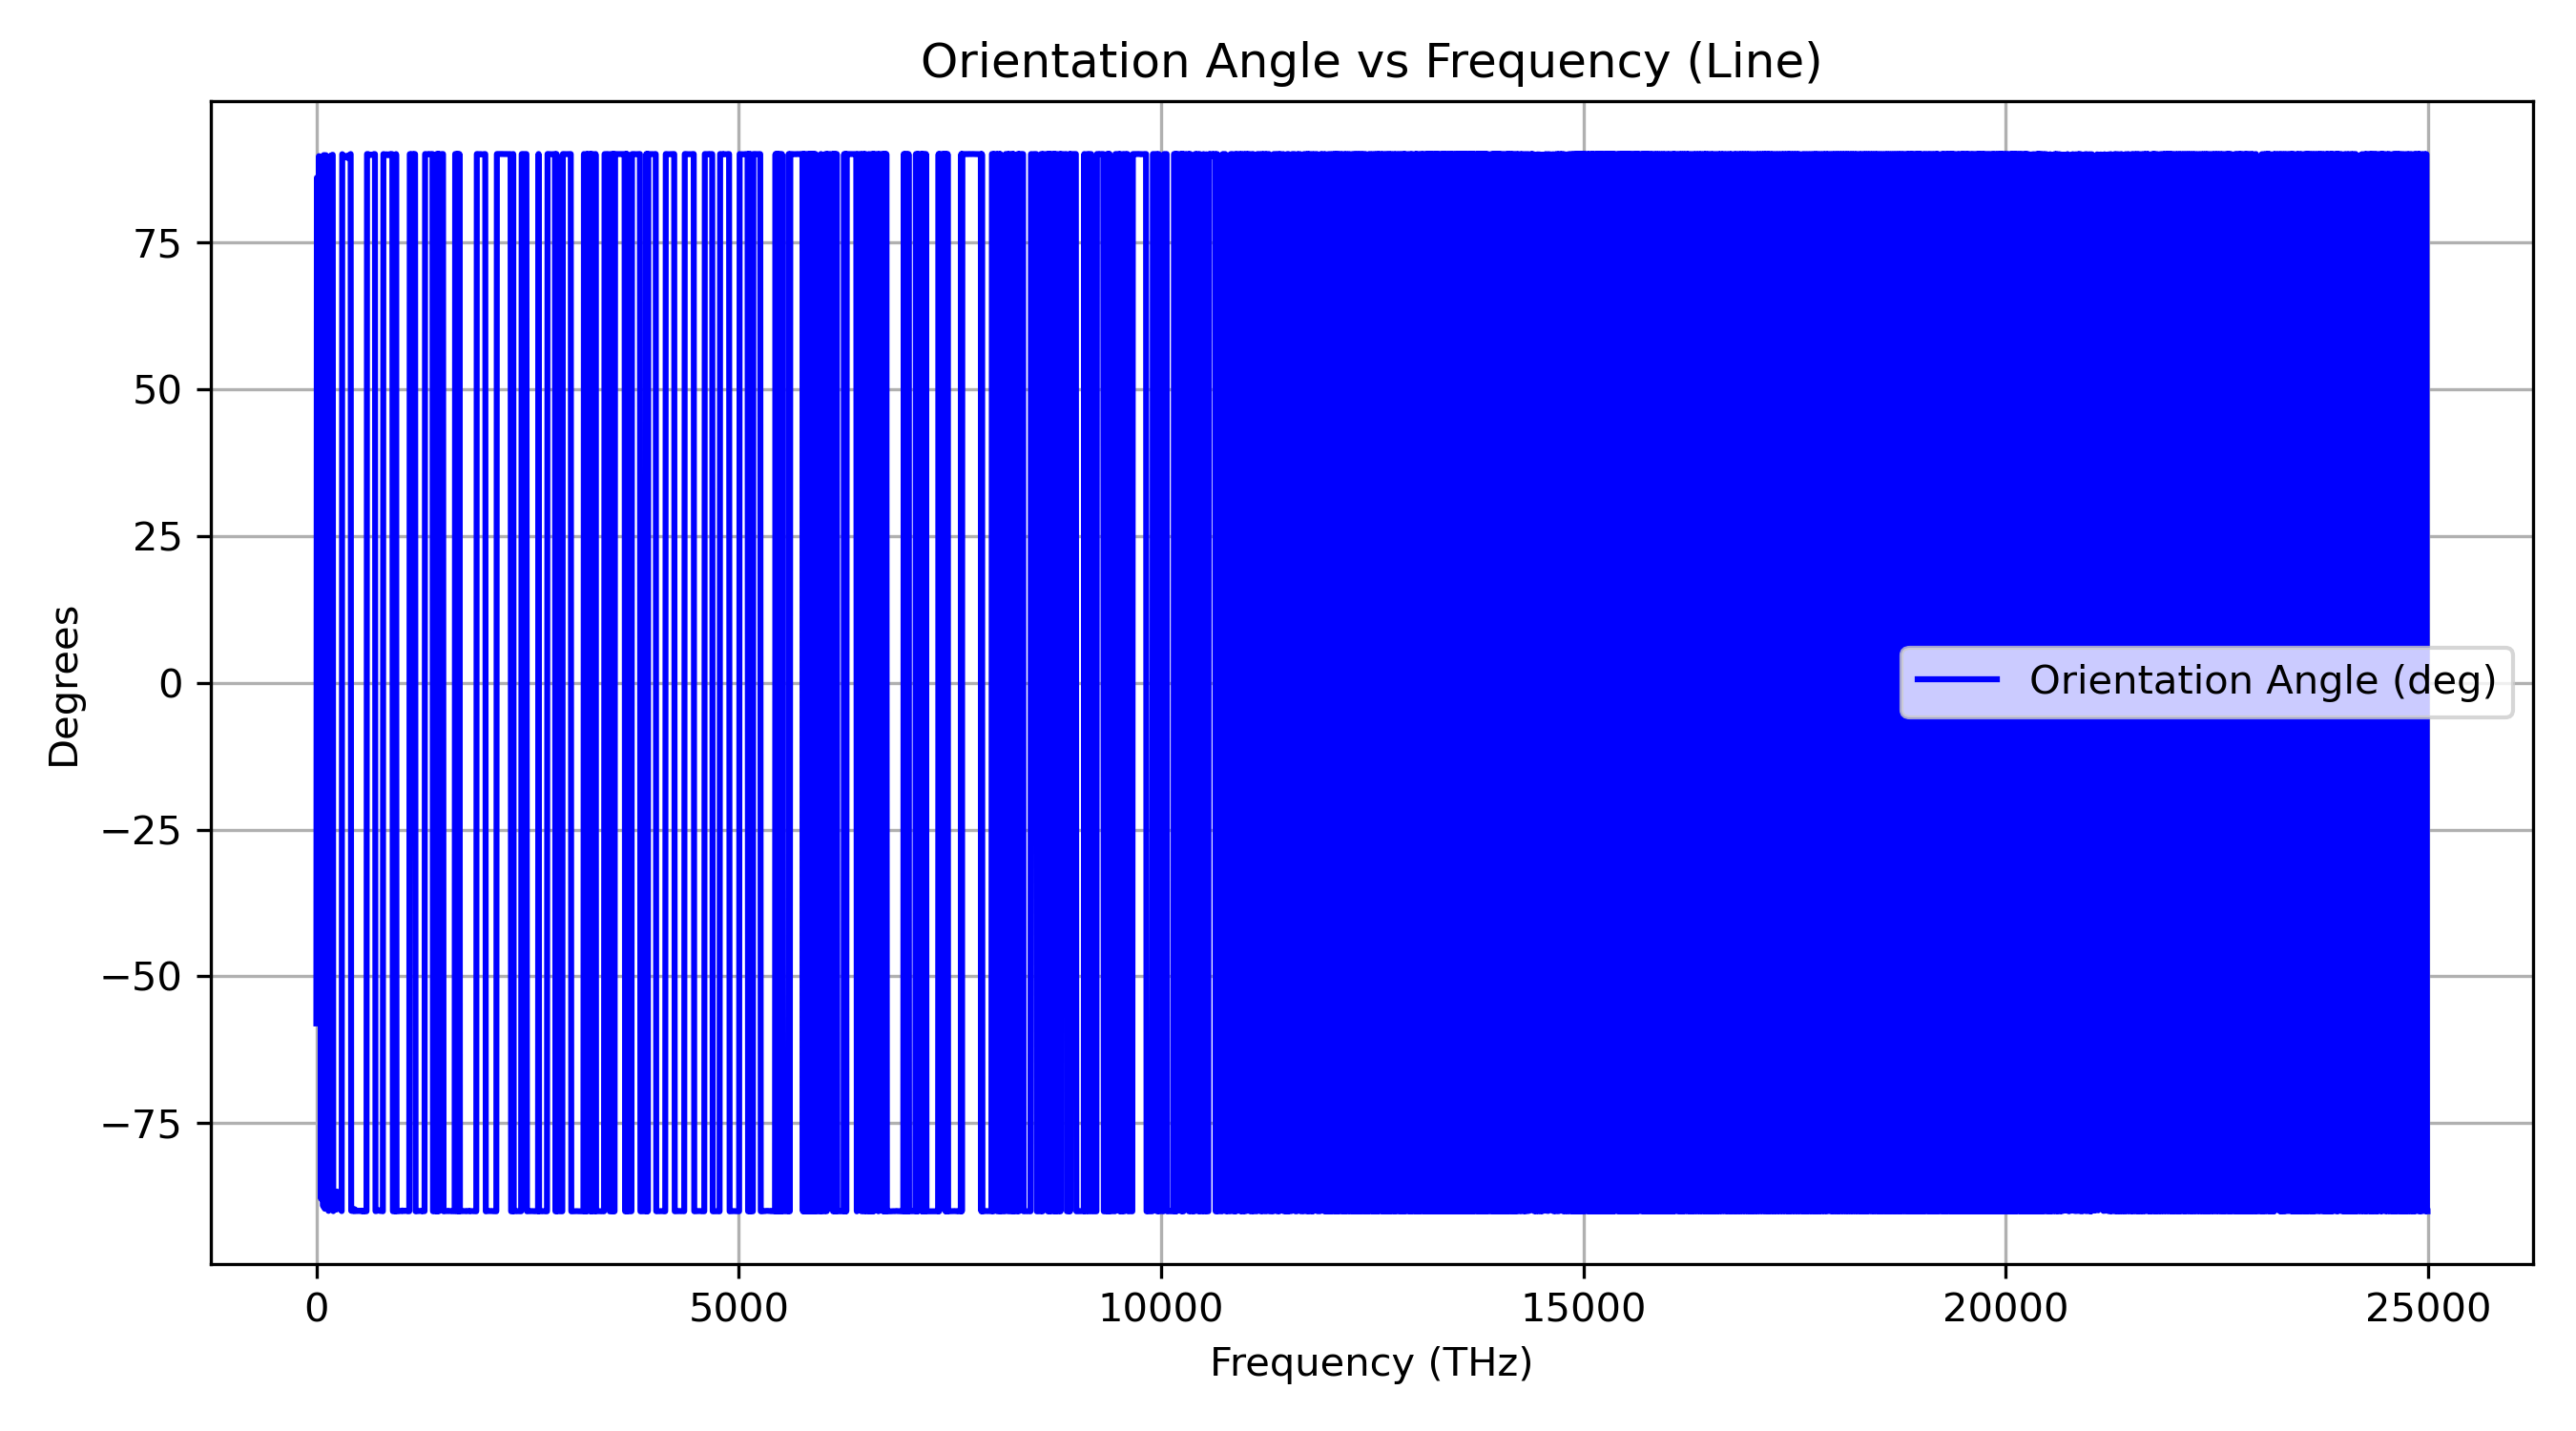 Orientation Angle vs Frequency (Line)
Degrees
75
50
25
0
−25
−50
−75
Orientation Angle (deg)
0 5000 10000 15000 20000 25000
Frequency (THz)